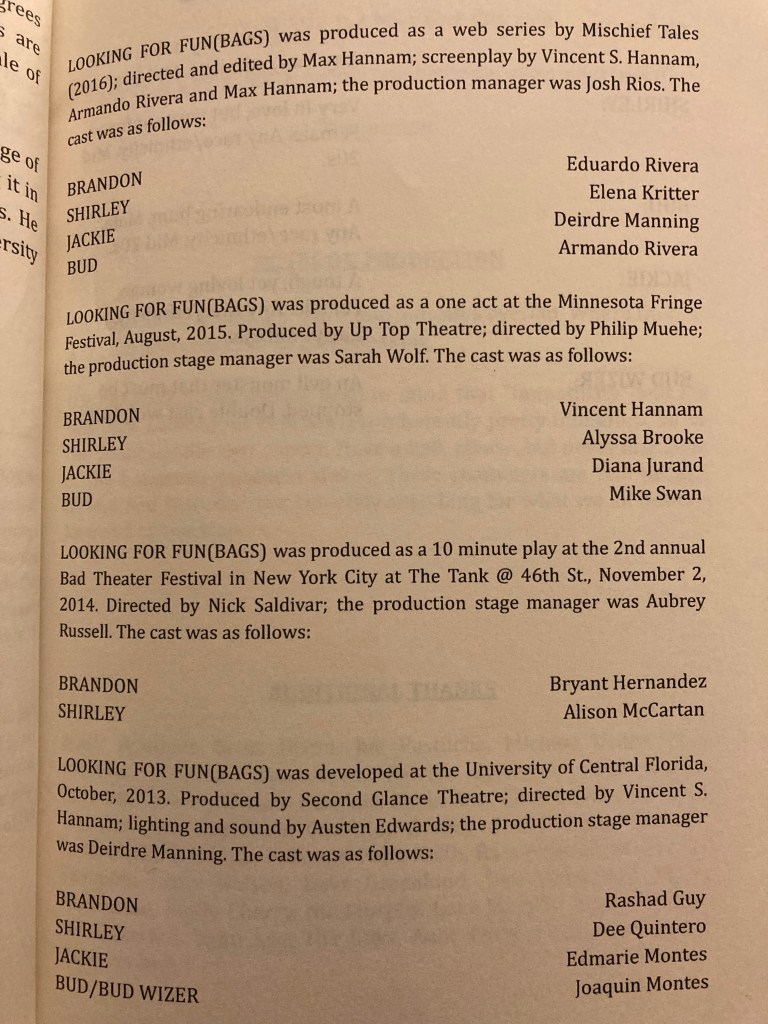 grees
s are
le of
ge of
it in
s. He
rsity
LOOKING FOR FUN(BAGS) was produced as a web series by Mischief Tales
(2016); directed and edited by Max Hannam; screenplay by Vincent S. Hannam,
Armando Rivera and Max Hannam; the production manager was Josh Rios. The
cast was as follows:
BRANDON Eduardo Rivera
SHIRLEY Elena Kritter
JACKIE Deirdre Manning
BUD Armando Rivera
LOOKING FOR FUN(BAGS) was produced as a one act at the Minnesota Fringe
Festival, August, 2015. Produced by Up Top Theatre; directed by Philip Muehe;
the production stage manager was Sarah Wolf. The cast was as follows:
BRANDON Vincent Hannam
SHIRLEY Alyssa Brooke
JACKIE Diana Jurand
BUD Mike Swan
LOOKING FOR FUN(BAGS) was produced as a 10 minute play at the 2nd annual
Bad Theater Festival in New York City at The Tank @ 46th St., November 2,
2014. Directed by Nick Saldivar; the production stage manager was Aubrey
Russell. The cast was as follows:
BRANDON Bryant Hernandez
SHIRLEY Alison McCartan
LOOKING FOR FUN(BAGS) was developed at the University of Central Florida,
October, 2013. Produced by Second Glance Theatre; directed by Vincent S.
Hannam; lighting and sound by Austen Edwards; the production stage manager
was Deirdre Manning. The cast was as follows:
BRANDON Rashad Guy
SHIRLEY Dee Quintero
JACKIE Edmarie Montes
BUD/BUD WIZER Joaquin Montes